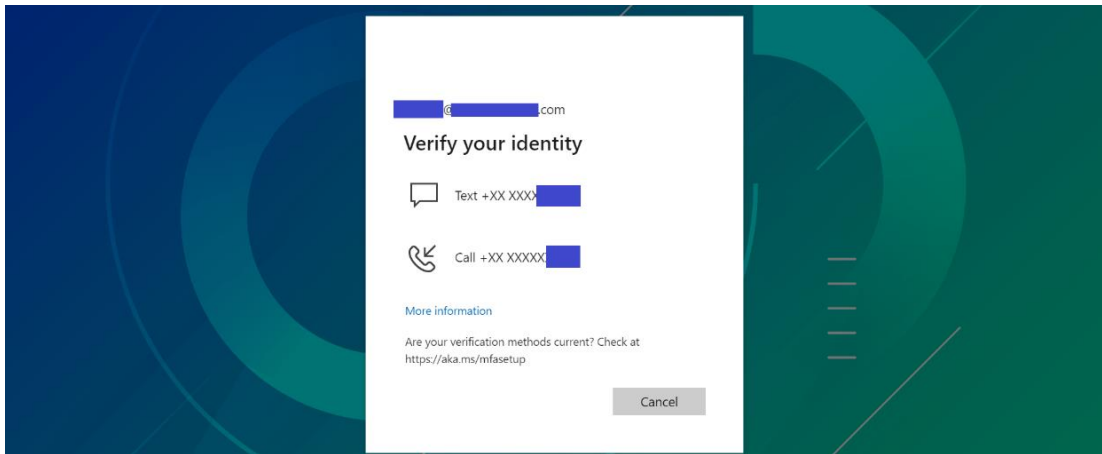 @ .com
Verify your identity
Text +XX XXXX
Call +XX XXXXX
More information
Are your verification methods current? Check at
https://aka.ms/mfasetup
Cancel